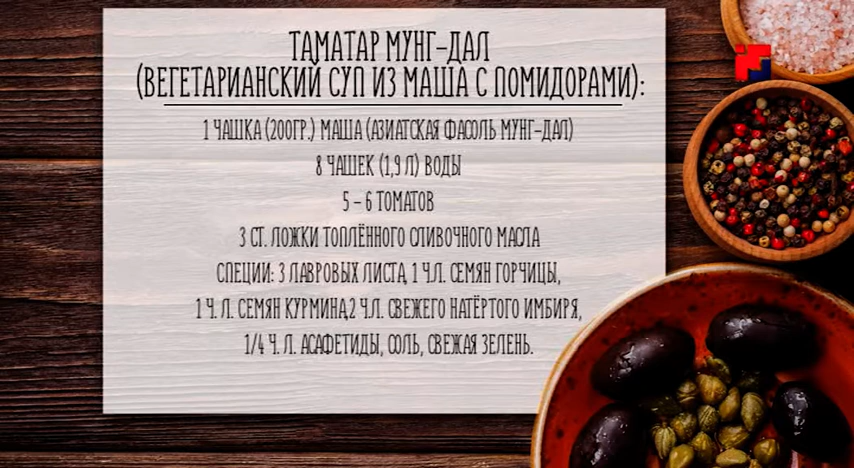 ТАМАТАР МУНГ-ДАЛ
(ВЕГЕТАРИАНСКИЙ СУП ИЗ МАША С ПОМИДОРАМИ):
1 ЧАШКА (200ГР.) МАША (АЗИАТСКАЯ ФАСОЛЬ МУНГ-ДАЛ)
8 ЧАШЕК (1,9 Л) ВОДЫ
5 - 6 ТОМАТОВ
3 СТ. ЛОЖКИ ТОПЛЁННОГО СЛИВОЧНОГО МАСЛА
СПЕЦИИ: 3 ЛАВРОВЫХ ЛИСТА, 1 Ч.Л. СЕМЯН ГОРЧИЦЫ,
1 Ч. Л. СЕМЯН КУРМИНА,2 Ч.Л. СВЕЖЕГО НАТЁРТОГО ИМБИРЯ,
1/4 Ч. Л. АСАФЕТИДЫ, СОЛЬ, СВЕЖАЯ ЗЕЛЕНЬ.